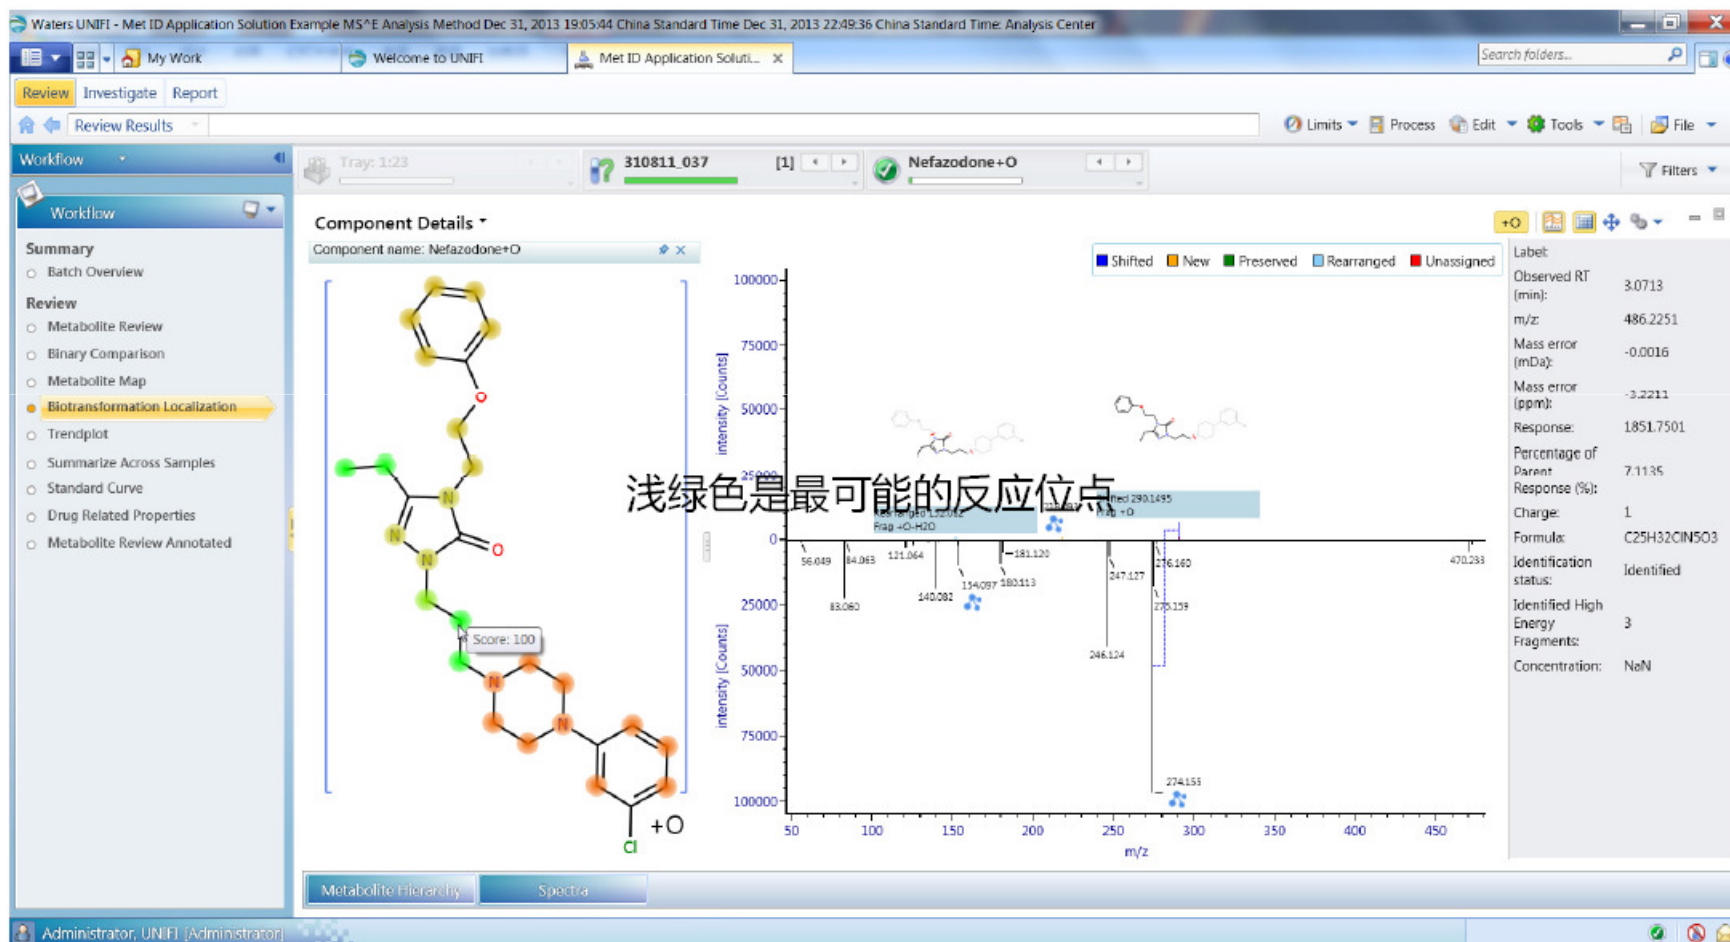 Waters UNIFI - Met ID Application Solution Example MS^E Analysis Method Dec 31, 2013 19:05:44 China Standard Time Dec 31, 2013 22:49:36 China Standard Time: Analysis Center
My Work
Welcome to UNIFI
Met ID Application Soluti...
Search folders...
Review Investigate Report
Review Results
Limits Process Edit Tools File
Workflow
Tray: 1:23
310811_037 [1]
Nefazodone+O
Filters
Workflow
Summary
Batch Overview
Review
Metabolite Review
Binary Comparison
Metabolite Map
Biotransformation Localization
Trendplot
Summarize Across Samples
Standard Curve
Drug Related Properties
Metabolite Review Annotated
Component Details
Component name: Nefazodone+O
O
N
N
N
O
Score: 100
N
N
Cl
+O
+O
Shifted New Preserved Rearranged Unassigned
intensity [Counts]
100000
75000
50000
25000
0
浅绿色是最可能的反应位点
Frag +O-H2O
Shifted 290.1495
Frag +O
56.049
84.063
121.064
181.120
154.097
180.113
83.060
140.082
247.127
276.160
275.159
246.124
274.155
470.233
intensity [Counts]
25000
50000
75000
100000
50 100 150 200 250 300 350 400 450
m/z
Label:
Observed RT (min): 3.0713
m/z: 486.2251
Mass error (mDa): -0.0016
Mass error (ppm): -3.2211
Response: 1851.7501
Percentage of Parent Response (%): 7.1135
Charge: 1
Formula: C25H32ClN5O3
Identification status: Identified
Identified High Energy Fragments: 3
Concentration: NaN
Metabolite Hierarchy
Spectra
Administrator, UNIFI [Administrator]